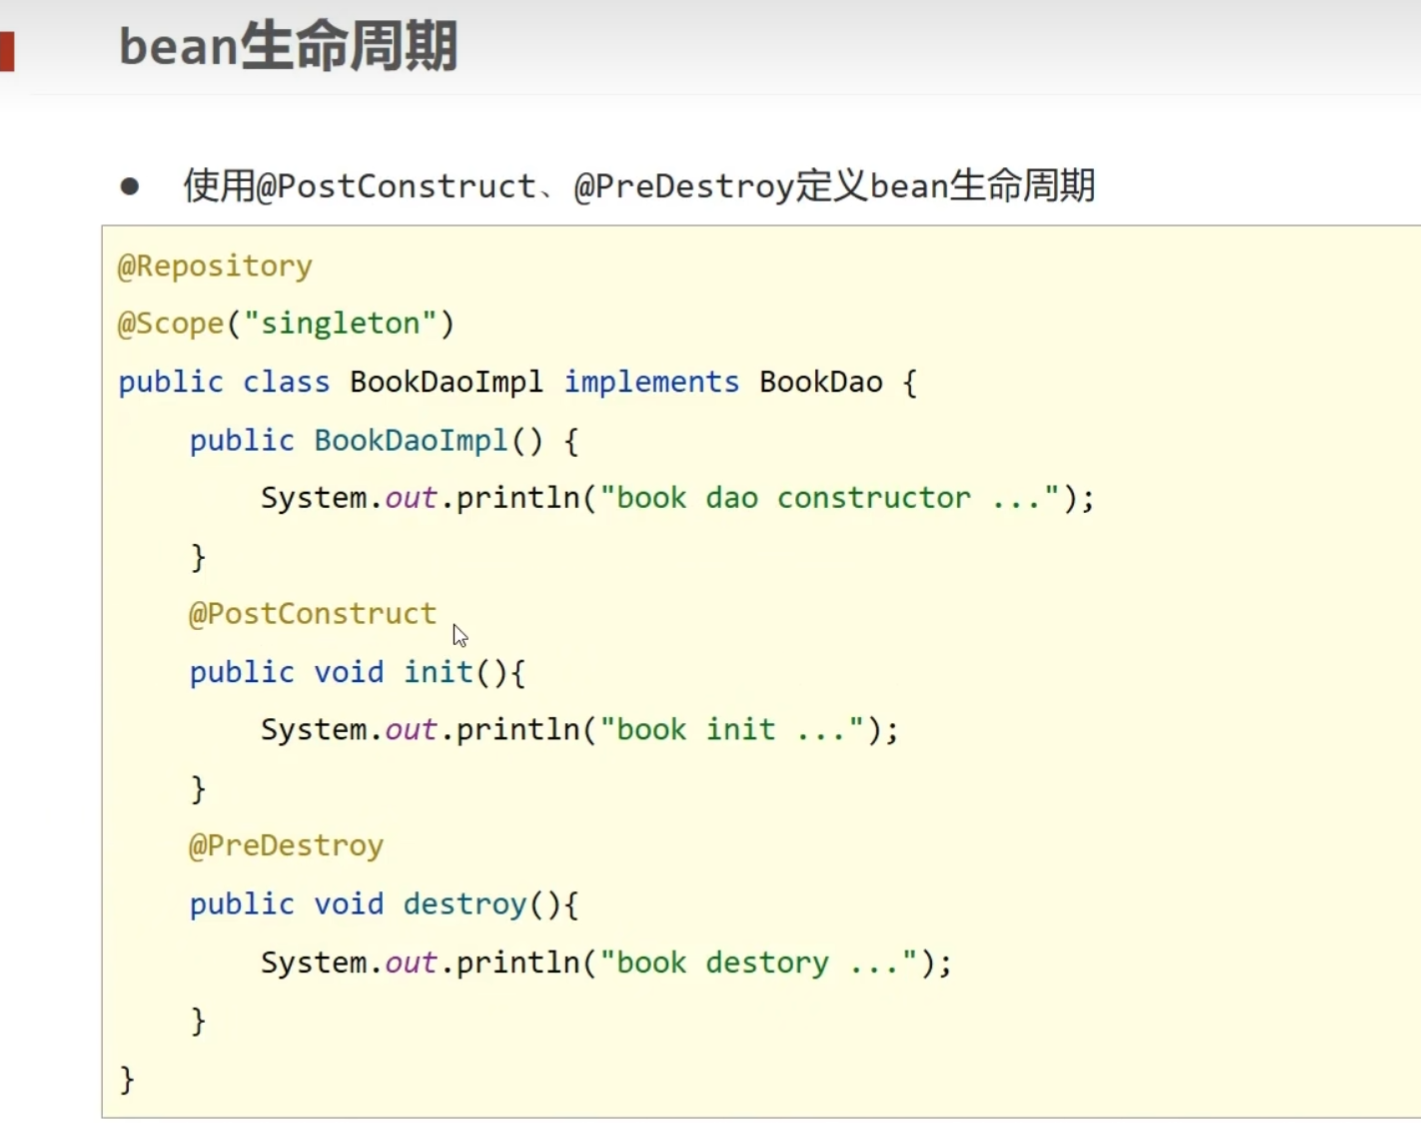 bean生命周期
● 使用@PostConstruct、@PreDestroy定义bean生命周期
@Repository
@Scope("singleton")
public class BookDaoImpl implements BookDao {
    public BookDaoImpl() {
        System.out.println("book dao constructor ...");
    }
    @PostConstruct
    public void init(){
        System.out.println("book init ...");
    }
    @PreDestroy
    public void destroy(){
        System.out.println("book destory ...");
    }
}